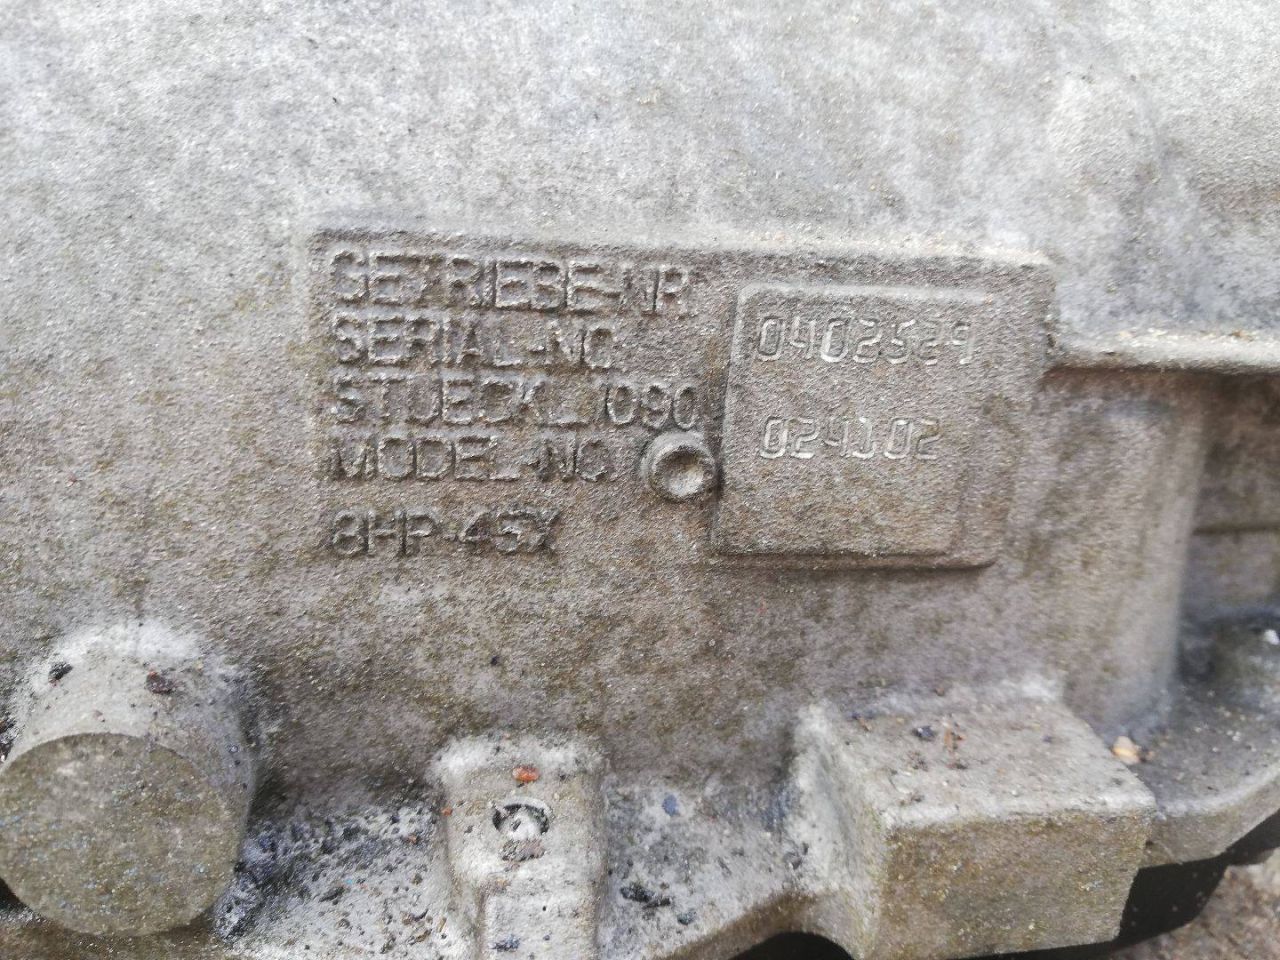 GETRIEBE-NR
SERIAL-NO 0402529
STUECKL. 1090
MODEL-NO. 024102
8HP-45X